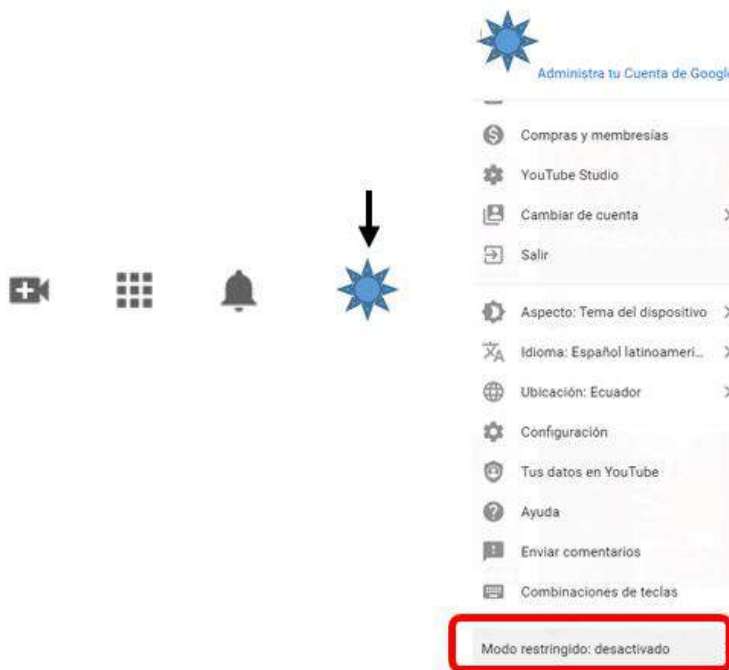 Administra tu Cuenta de Google
Compras y membresías
YouTube Studio
Cambiar de cuenta
Salir
Aspecto: Tema del dispositivo
Idioma: Español latinoameri...
Ubicación: Ecuador
Configuración
Tus datos en YouTube
Ayuda
Enviar comentarios
Combinaciones de teclas
Modo restringido: desactivado